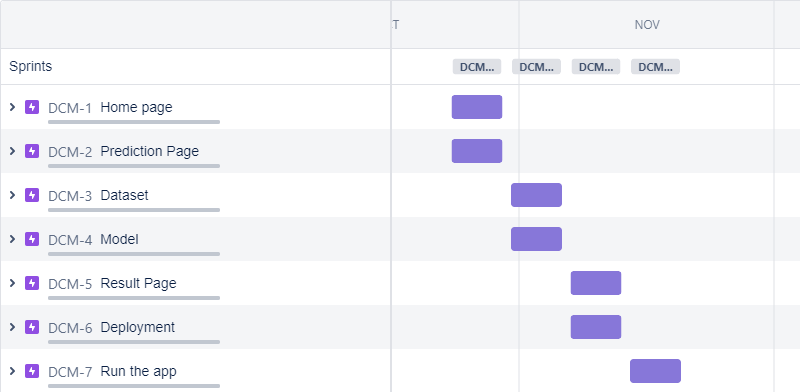 T NOV
Sprints DCM... DCM... DCM... DCM...
DCM-1 Home page
DCM-2 Prediction Page
DCM-3 Dataset
DCM-4 Model
DCM-5 Result Page
DCM-6 Deployment
DCM-7 Run the app